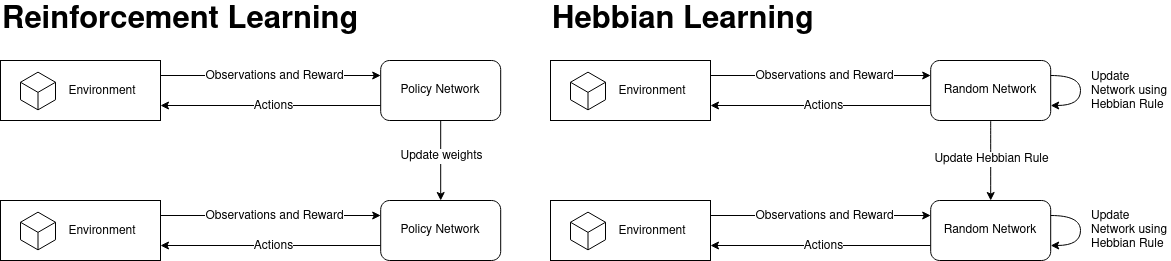 Reinforcement Learning
Hebbian Learning
Environment
Observations and Reward
Actions
Policy Network
Environment
Observations and Reward
Actions
Random Network
Update
Network using
Hebbian Rule
Update weights
Update Hebbian Rule
Environment
Observations and Reward
Actions
Policy Network
Environment
Observations and Reward
Actions
Random Network
Update
Network using
Hebbian Rule